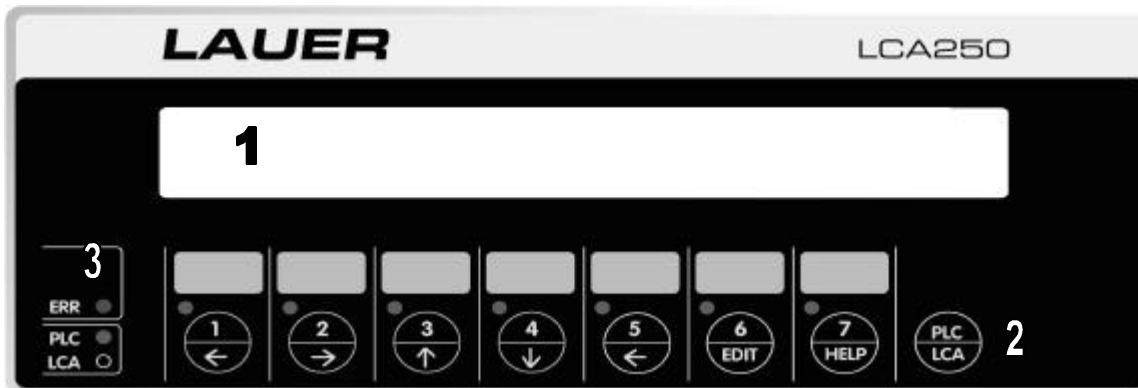 LAUER LCA250
1
3
ERR
PLC
LCA
1 ←
2 →
3 ↑
4 ↓
5 ←
6 EDIT
7 HELP
PLC
LCA
2